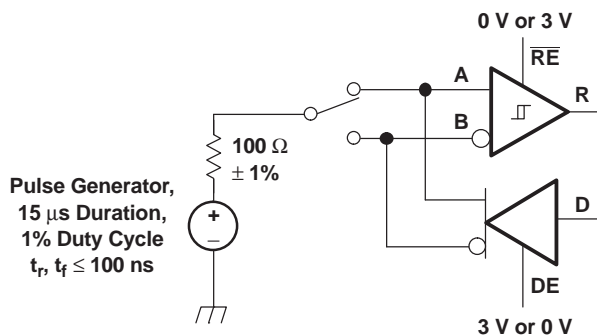 0 V or 3 V
RE
A
R
B
100 Ω
± 1%
Pulse Generator,
15 μs Duration,
1% Duty Cycle
tr, tf ≤ 100 ns
+
–
D
DE
3 V or 0 V